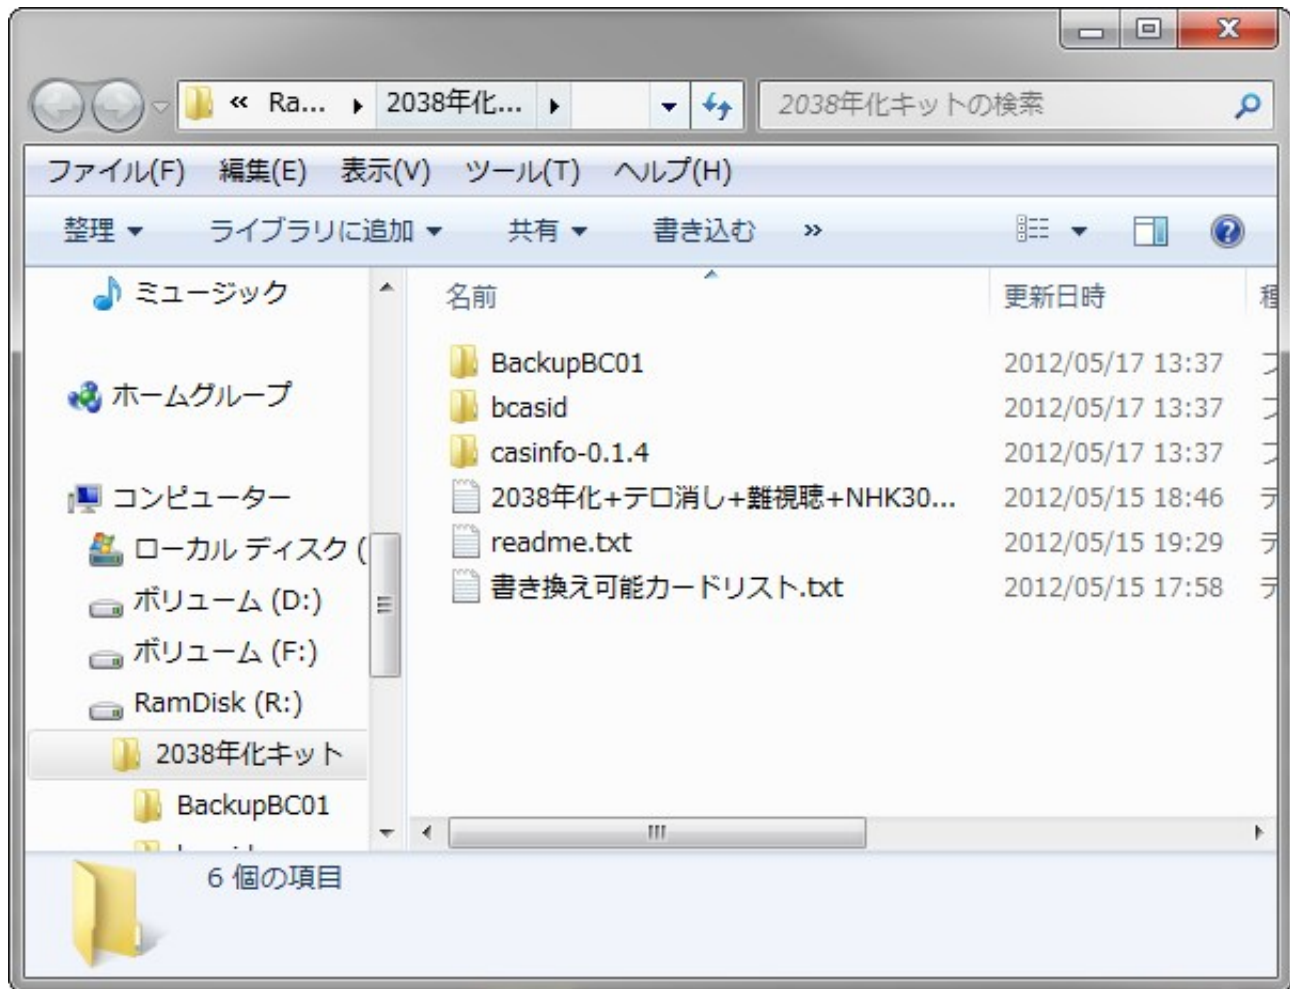 « Ra... ▸ 2038年化... ▸
2038年化キットの検索
ファイル(F) 編集(E) 表示(V) ツール(T) ヘルプ(H)
整理 ライブラリに追加 共有 書き込む »
ミュージック
ホームグループ
コンピューター
ローカル ディスク (
ボリューム (D:)
ボリューム (F:)
RamDisk (R:)
2038年化キット
BackupBC01
名前 更新日時 種
BackupBC01 2012/05/17 13:37 フ
bcasid 2012/05/17 13:37 フ
casinfo-0.1.4 2012/05/17 13:37 フ
2038年化+テロ消し+難視聴+NHK30... 2012/05/15 18:46 テ
readme.txt 2012/05/15 19:29 テ
書き換え可能カードリスト.txt 2012/05/15 17:58 テ
6 個の項目